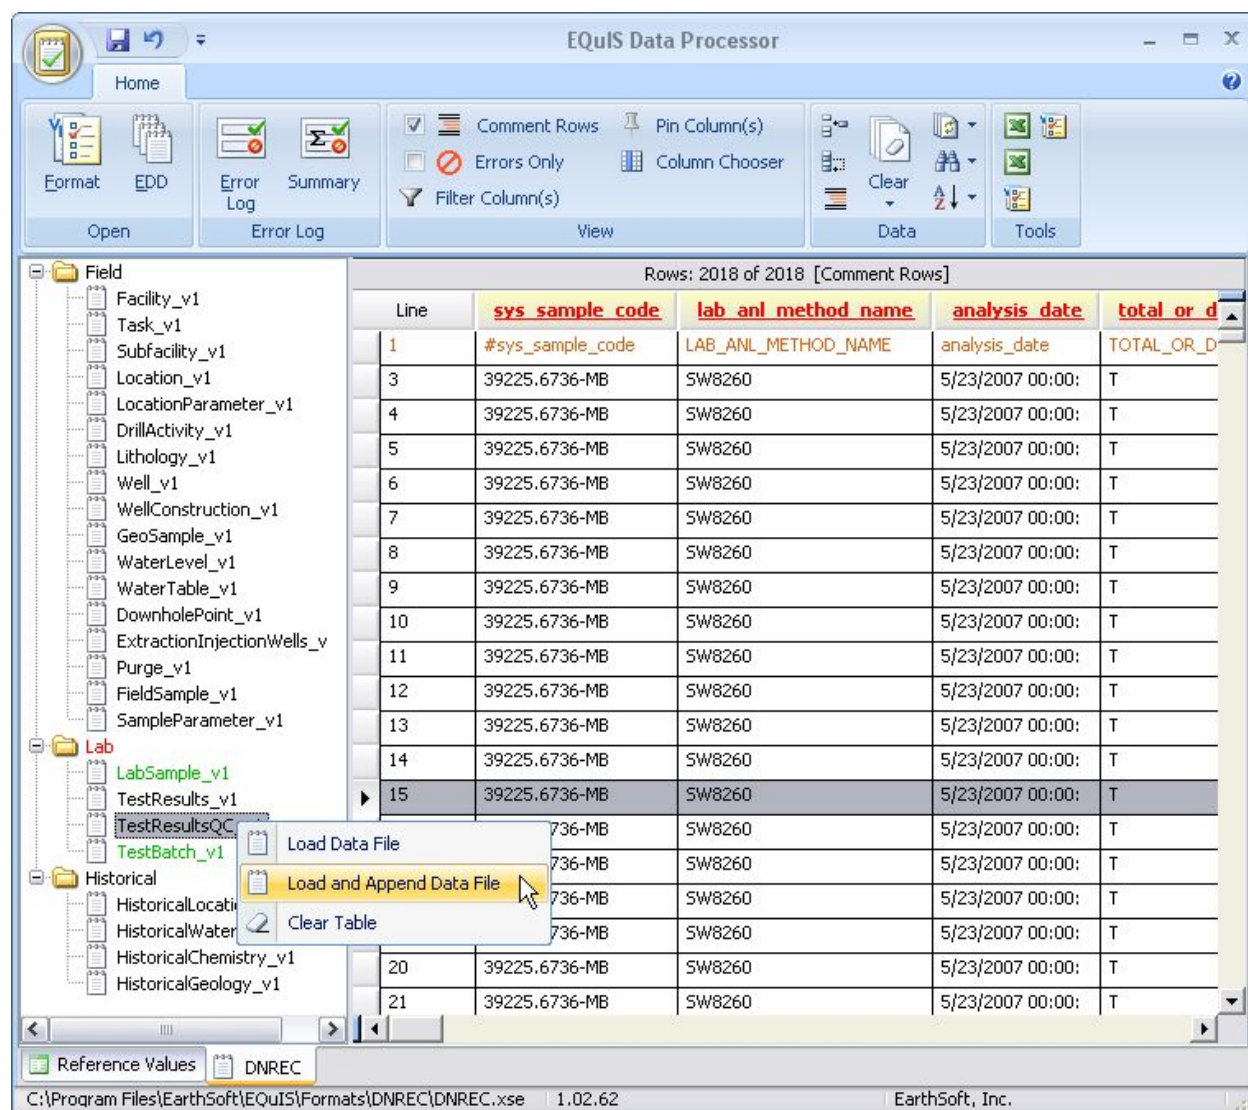 EQuIS Data Processor
Home
Format
EDD
Error Log
Summary
Comment Rows
Pin Column(s)
Errors Only
Column Chooser
Filter Column(s)
Clear
Open
Error Log
View
Data
Tools
Field
Facility_v1
Task_v1
Subfacility_v1
Location_v1
LocationParameter_v1
DrillActivity_v1
Lithology_v1
Well_v1
WellConstruction_v1
GeoSample_v1
WaterLevel_v1
WaterTable_v1
DownholePoint_v1
ExtractionInjectionWells_v
Purge_v1
FieldSample_v1
SampleParameter_v1
Lab
LabSample_v1
TestResults_v1
TestResultsQC
TestBatch_v1
Historical
HistoricalLocati
HistoricalWater
HistoricalChemistry_v1
HistoricalGeology_v1
Load Data File
Load and Append Data File
Clear Table
Rows: 2018 of 2018 [Comment Rows]
Line sys_sample_code lab_anl_method_name analysis_date total_or_d
1 #sys_sample_code LAB_ANL_METHOD_NAME analysis_date TOTAL_OR_D
3 39225.6736-MB SW8260 5/23/2007 00:00: T
4 39225.6736-MB SW8260 5/23/2007 00:00: T
5 39225.6736-MB SW8260 5/23/2007 00:00: T
6 39225.6736-MB SW8260 5/23/2007 00:00: T
7 39225.6736-MB SW8260 5/23/2007 00:00: T
8 39225.6736-MB SW8260 5/23/2007 00:00: T
9 39225.6736-MB SW8260 5/23/2007 00:00: T
10 39225.6736-MB SW8260 5/23/2007 00:00: T
11 39225.6736-MB SW8260 5/23/2007 00:00: T
12 39225.6736-MB SW8260 5/23/2007 00:00: T
13 39225.6736-MB SW8260 5/23/2007 00:00: T
14 39225.6736-MB SW8260 5/23/2007 00:00: T
15 39225.6736-MB SW8260 5/23/2007 00:00: T
736-MB SW8260 5/23/2007 00:00: T
736-MB SW8260 5/23/2007 00:00: T
736-MB SW8260 5/23/2007 00:00: T
736-MB SW8260 5/23/2007 00:00: T
20 39225.6736-MB SW8260 5/23/2007 00:00: T
21 39225.6736-MB SW8260 5/23/2007 00:00: T
Reference Values
DNREC
C:\Program Files\EarthSoft\EQuIS\Formats\DNREC\DNREC.xse 1.02.62 EarthSoft, Inc.